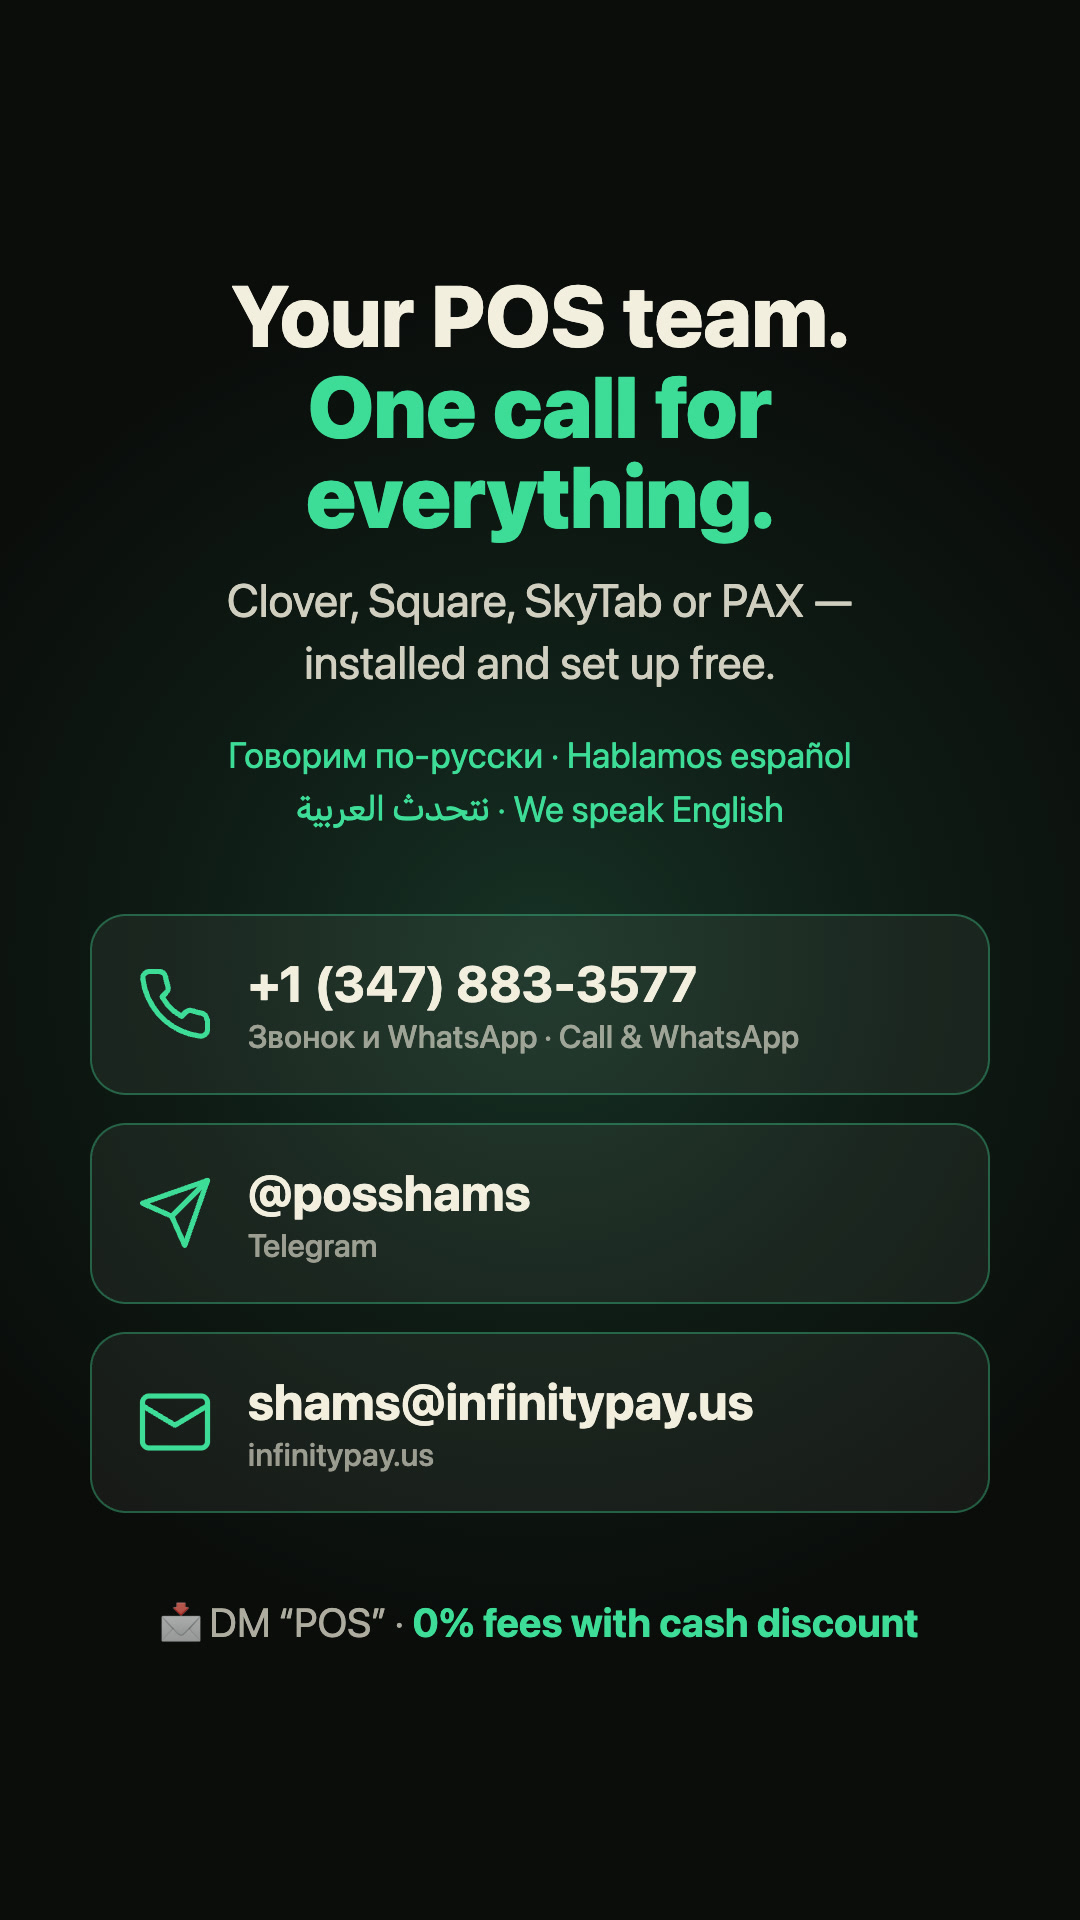 Your POS team.
One call for
everything.
Clover, Square, SkyTab or PAX —
installed and set up free.
Говорим по-русски · Hablamos español
نتحدث العربية · We speak English
+1 (347) 883-3577
Звонок и WhatsApp · Call & WhatsApp
@posshams
Telegram
shams@infinitypay.us
infinitypay.us
📩 DM “POS” · 0% fees with cash discount